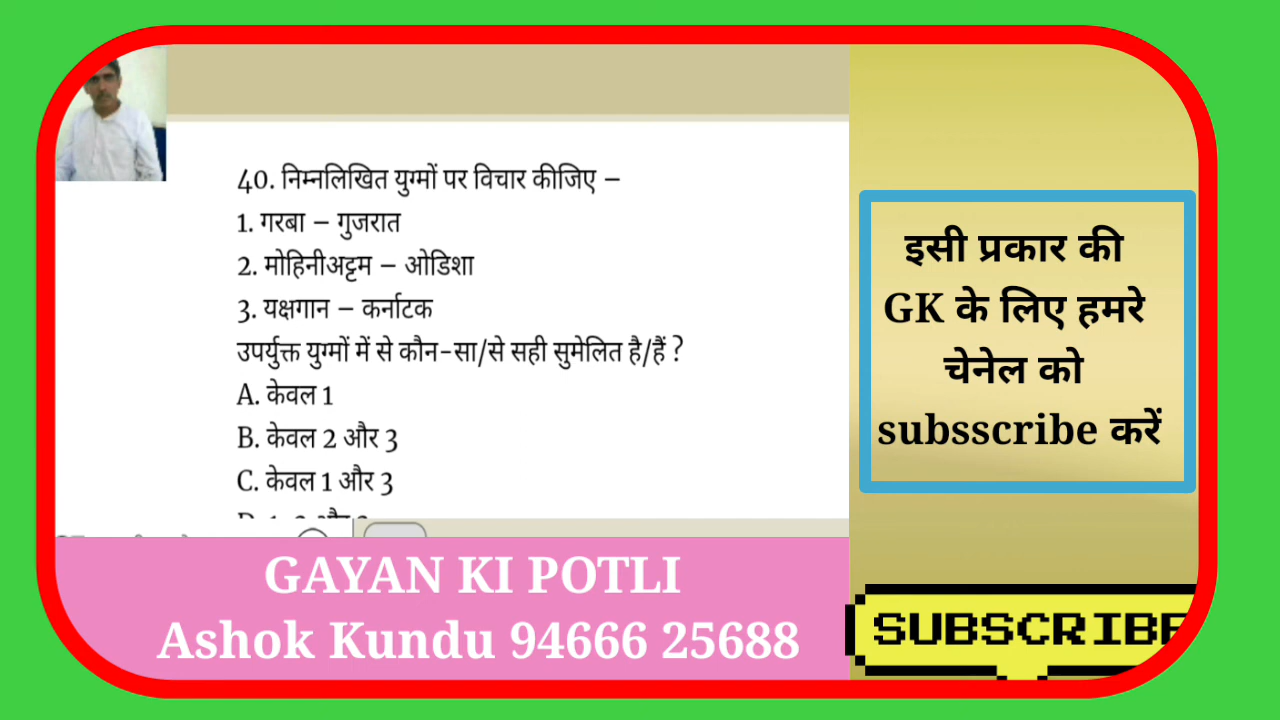 40. निम्नलिखित युग्मों पर विचार कीजिए –
1. गरबा – गुजरात
2. मोहिनीअट्टम – ओडिशा
3. यक्षगान – कर्नाटक
उपर्युक्त युग्मों में से कौन-सा/से सही सुमेलित है/हैं ?
A. केवल 1
B. केवल 2 और 3
C. केवल 1 और 3
GAYAN KI POTLI
Ashok Kundu 94666 25688
इसी प्रकार की
GK के लिए हमरे
चेनेल को
subsscribe करें
SUBSCRIBE